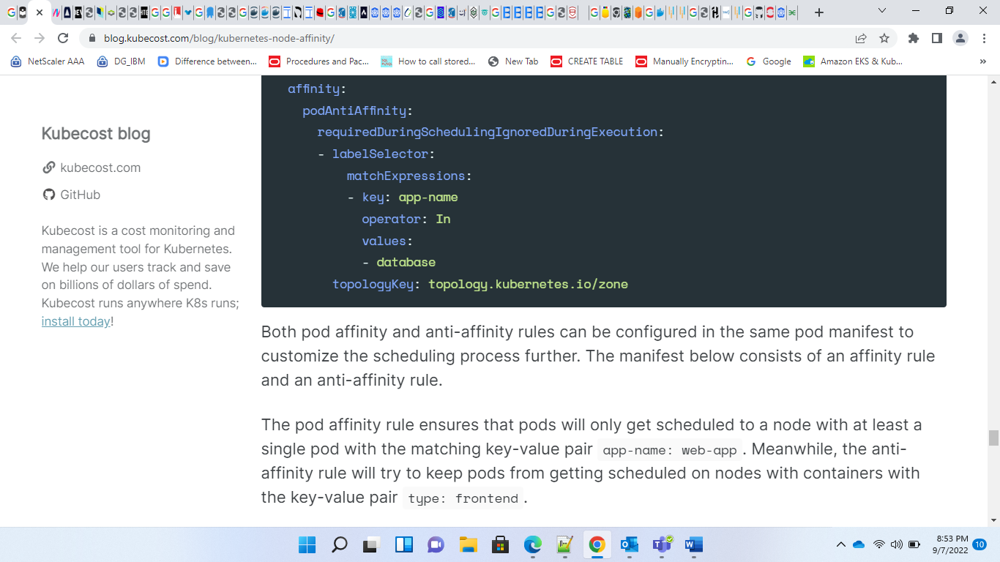 blog.kubecost.com/blog/kubernetes-node-affinity/
NetScaler AAA
DG_IBM
Difference between...
Procedures and Pac...
How to call stored...
New Tab
CREATE TABLE
Manually Encryptin...
Google
Amazon EKS & Kub...
»
Kubecost blog
kubecost.com
GitHub
Kubecost is a cost monitoring and
management tool for Kubernetes.
We help our users track and save
on billions of dollars of spend.
Kubecost runs anywhere K8s runs;
install today!
affinity:
podAntiAffinity:
requiredDuringSchedulingIgnoredDuringExecution:
- labelSelector:
matchExpressions:
- key: app-name
operator: In
values:
- database
topologyKey: topology.kubernetes.io/zone
Both pod affinity and anti-affinity rules can be configured in the same pod manifest to
customize the scheduling process further. The manifest below consists of an affinity rule
and an anti-affinity rule.
The pod affinity rule ensures that pods will only get scheduled to a node with at least a
single pod with the matching key-value pair app-name: web-app. Meanwhile, the anti-
affinity rule will try to keep pods from getting scheduled on nodes with containers with
the key-value pair type: frontend.
8:53 PM
9/7/2022
10